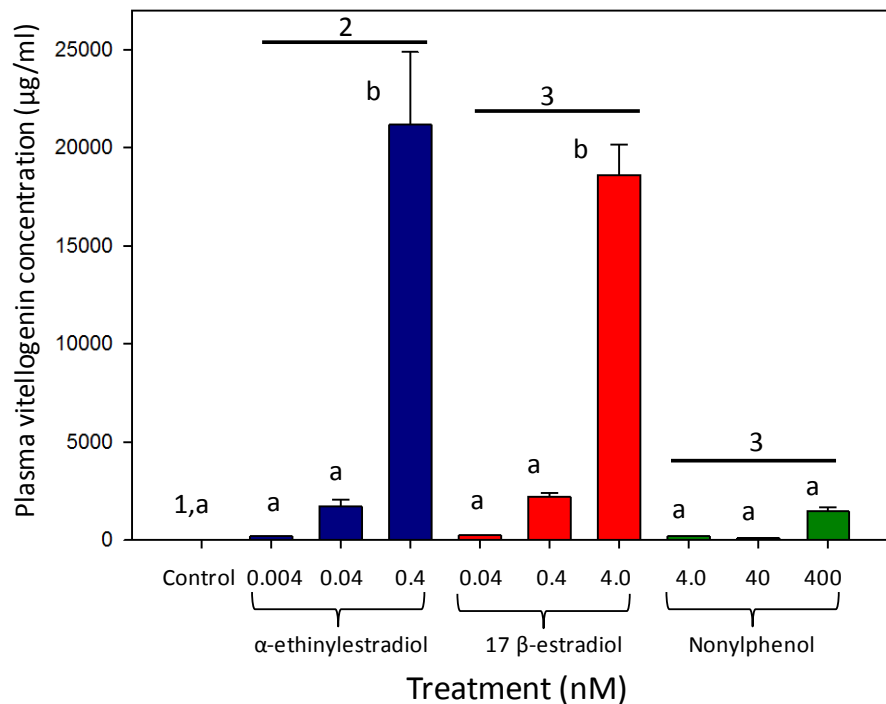 Plasma vitellogenin concentration (µg/ml)
25000
20000
15000
10000
5000
0
2
b
3
b
3
1,a
a
a
a
a
a
a
a
Control 0.004 0.04 0.4 0.04 0.4 4.0 4.0 40 400
α-ethinylestradiol 17 β-estradiol Nonylphenol
Treatment (nM)